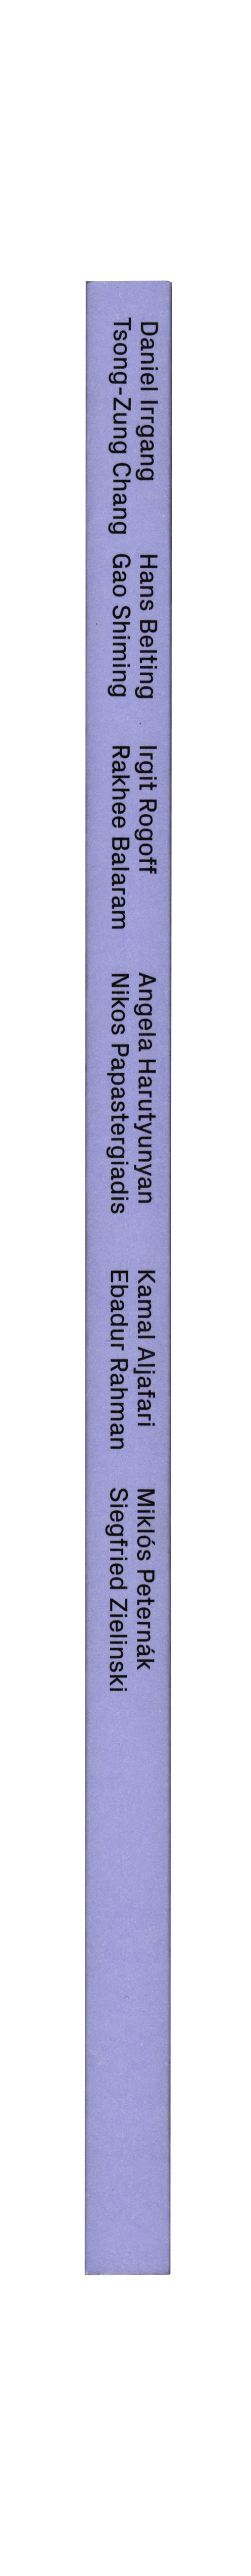 Daniel Irrgang Hans Belting Irgit Rogoff Angela Harutyunyan Kamal Aljafari Miklós Peternák
Tsong-Zung Chang Gao Shiming Rakhee Balaram Nikos Papastergiadis Ebadur Rahman Siegfried Zielinski